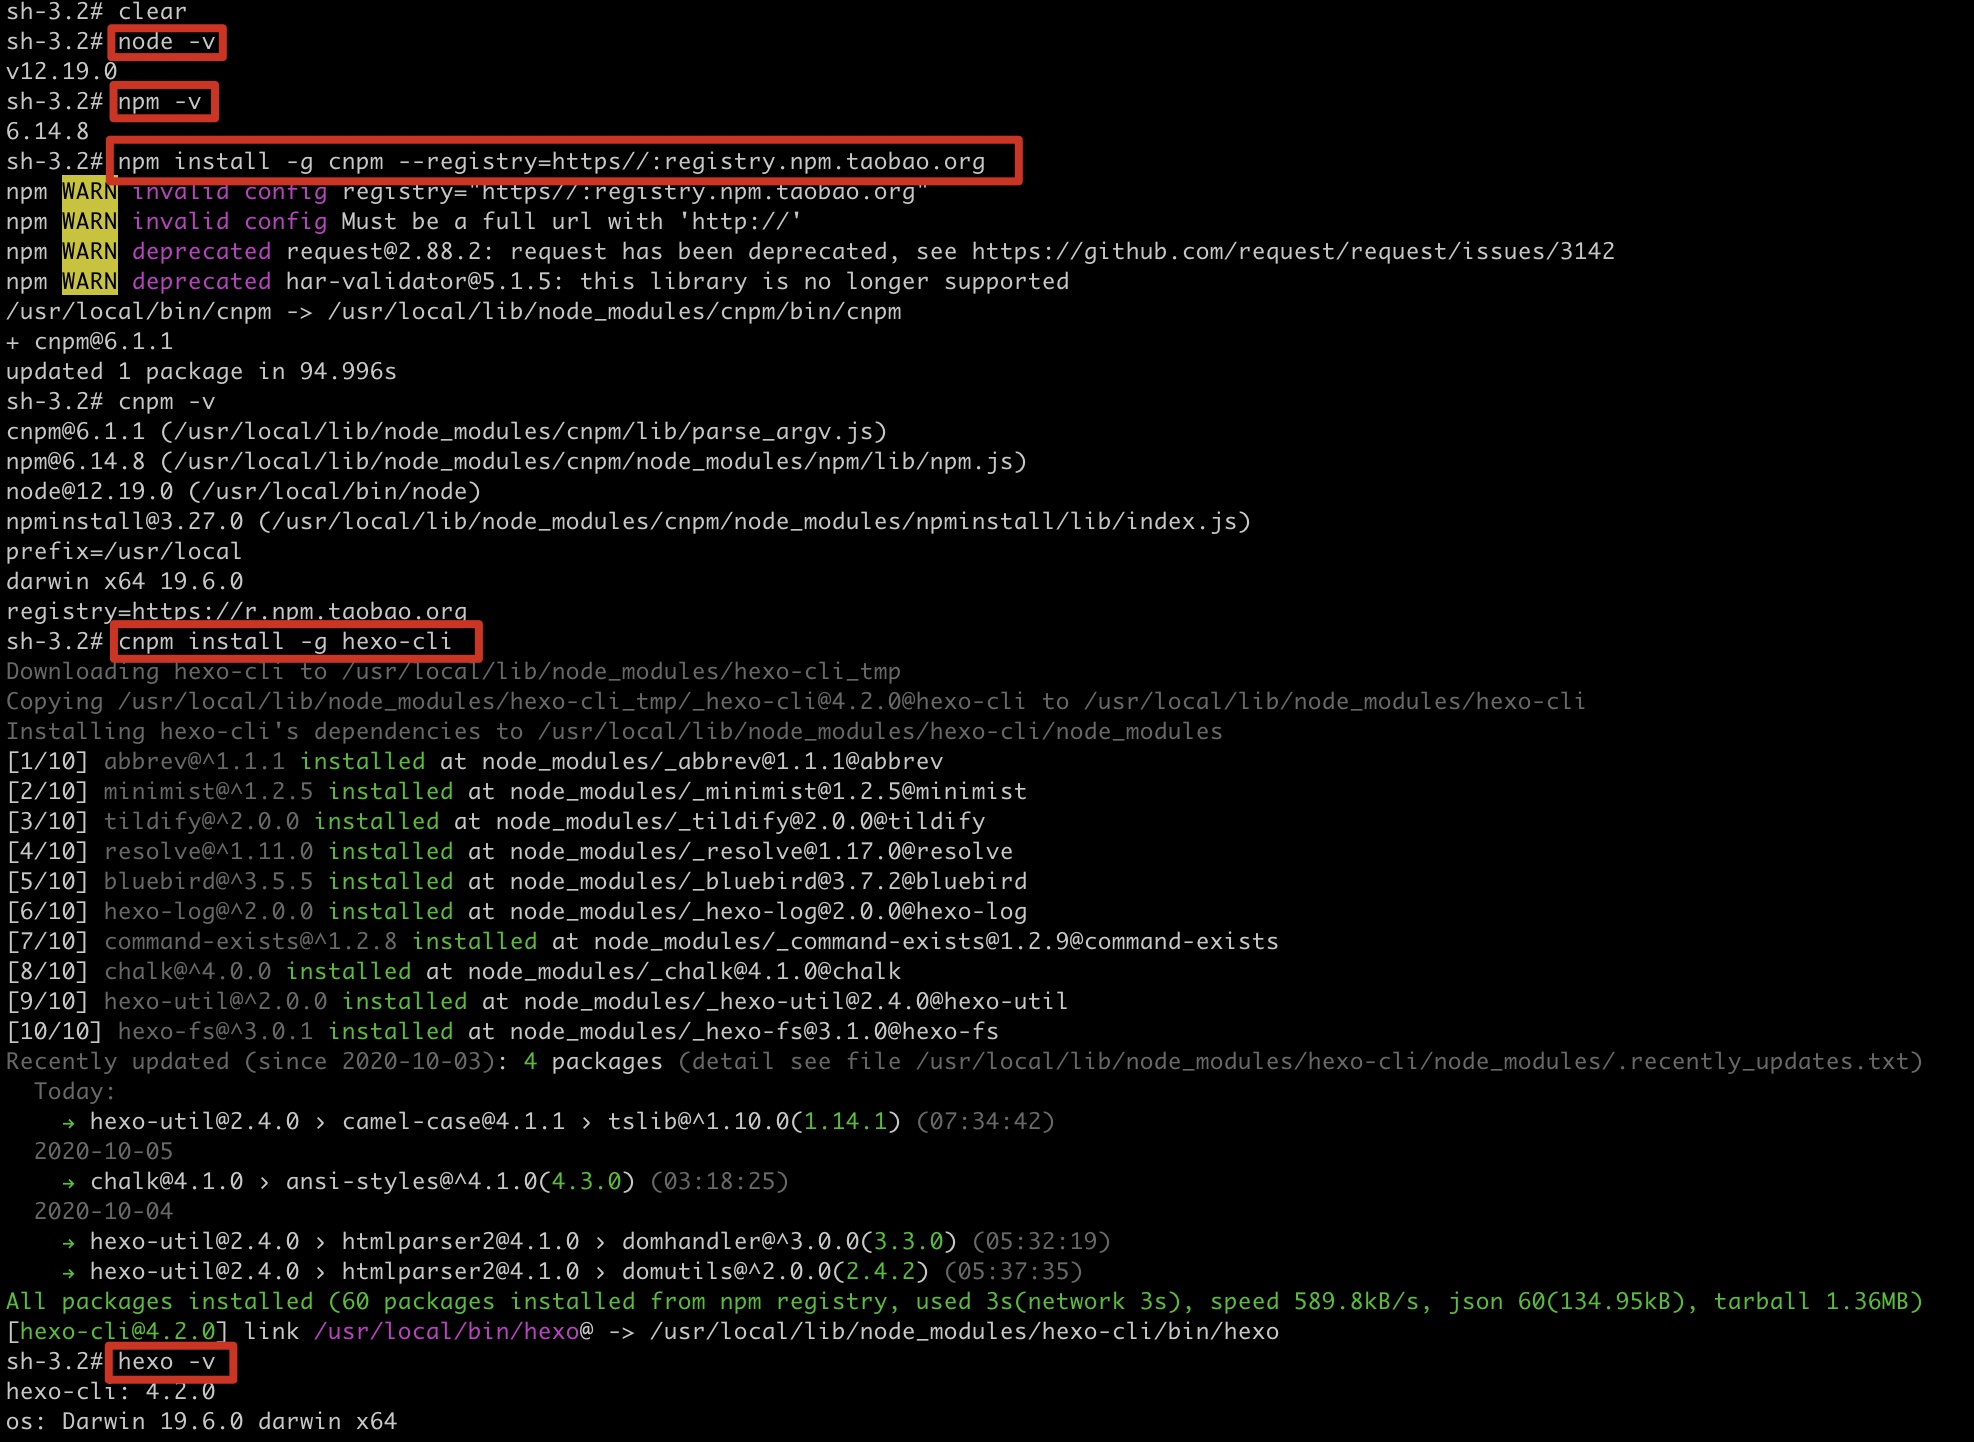 sh-3.2# clear
sh-3.2# node -v
v12.19.0
sh-3.2# npm -v
6.14.8
sh-3.2# npm install -g cnpm --registry=https//:registry.npm.taobao.org
npm WARN invalid config registry="https//:registry.npm.taobao.org"
npm WARN invalid config Must be a full url with 'http://'
npm WARN deprecated request@2.88.2: request has been deprecated, see https://github.com/request/request/issues/3142
npm WARN deprecated har-validator@5.1.5: this library is no longer supported
/usr/local/bin/cnpm -> /usr/local/lib/node_modules/cnpm/bin/cnpm
+ cnpm@6.1.1
updated 1 package in 94.996s
sh-3.2# cnpm -v
cnpm@6.1.1 (/usr/local/lib/node_modules/cnpm/lib/parse_argv.js)
npm@6.14.8 (/usr/local/lib/node_modules/cnpm/node_modules/npm/lib/npm.js)
node@12.19.0 (/usr/local/bin/node)
npminstall@3.27.0 (/usr/local/lib/node_modules/cnpm/node_modules/npminstall/lib/index.js)
prefix=/usr/local
darwin x64 19.6.0
registry=https://r.npm.taobao.org
sh-3.2# cnpm install -g hexo-cli
Downloading hexo-cli to /usr/local/lib/node_modules/hexo-cli_tmp
Copying /usr/local/lib/node_modules/hexo-cli_tmp/_hexo-cli@4.2.0@hexo-cli to /usr/local/lib/node_modules/hexo-cli
Installing hexo-cli's dependencies to /usr/local/lib/node_modules/hexo-cli/node_modules
[1/10] abbrev@^1.1.1 installed at node_modules/_abbrev@1.1.1@abbrev
[2/10] minimist@^1.2.5 installed at node_modules/_minimist@1.2.5@minimist
[3/10] tildify@^2.0.0 installed at node_modules/_tildify@2.0.0@tildify
[4/10] resolve@^1.11.0 installed at node_modules/_resolve@1.17.0@resolve
[5/10] bluebird@^3.5.5 installed at node_modules/_bluebird@3.7.2@bluebird
[6/10] hexo-log@^2.0.0 installed at node_modules/_hexo-log@2.0.0@hexo-log
[7/10] command-exists@^1.2.8 installed at node_modules/_command-exists@1.2.9@command-exists
[8/10] chalk@^4.0.0 installed at node_modules/_chalk@4.1.0@chalk
[9/10] hexo-util@^2.0.0 installed at node_modules/_hexo-util@2.4.0@hexo-util
[10/10] hexo-fs@^3.0.1 installed at node_modules/_hexo-fs@3.1.0@hexo-fs
Recently updated (since 2020-10-03): 4 packages (detail see file /usr/local/lib/node_modules/hexo-cli/node_modules/.recently_updates.txt)
Today:
→ hexo-util@2.4.0 › camel-case@4.1.1 › tslib@^1.10.0(1.14.1) (07:34:42)
2020-10-05
→ chalk@4.1.0 › ansi-styles@^4.1.0(4.3.0) (03:18:25)
2020-10-04
→ hexo-util@2.4.0 › htmlparser2@4.1.0 › domhandler@^3.0.0(3.3.0) (05:32:19)
→ hexo-util@2.4.0 › htmlparser2@4.1.0 › domutils@^2.0.0(2.4.2) (05:37:35)
All packages installed (60 packages installed from npm registry, used 3s(network 3s), speed 589.8kB/s, json 60(134.95kB), tarball 1.36MB)
[hexo-cli@4.2.0] link /usr/local/bin/hexo@ -> /usr/local/lib/node_modules/hexo-cli/bin/hexo
sh-3.2# hexo -v
hexo-cli: 4.2.0
os: Darwin 19.6.0 darwin x64